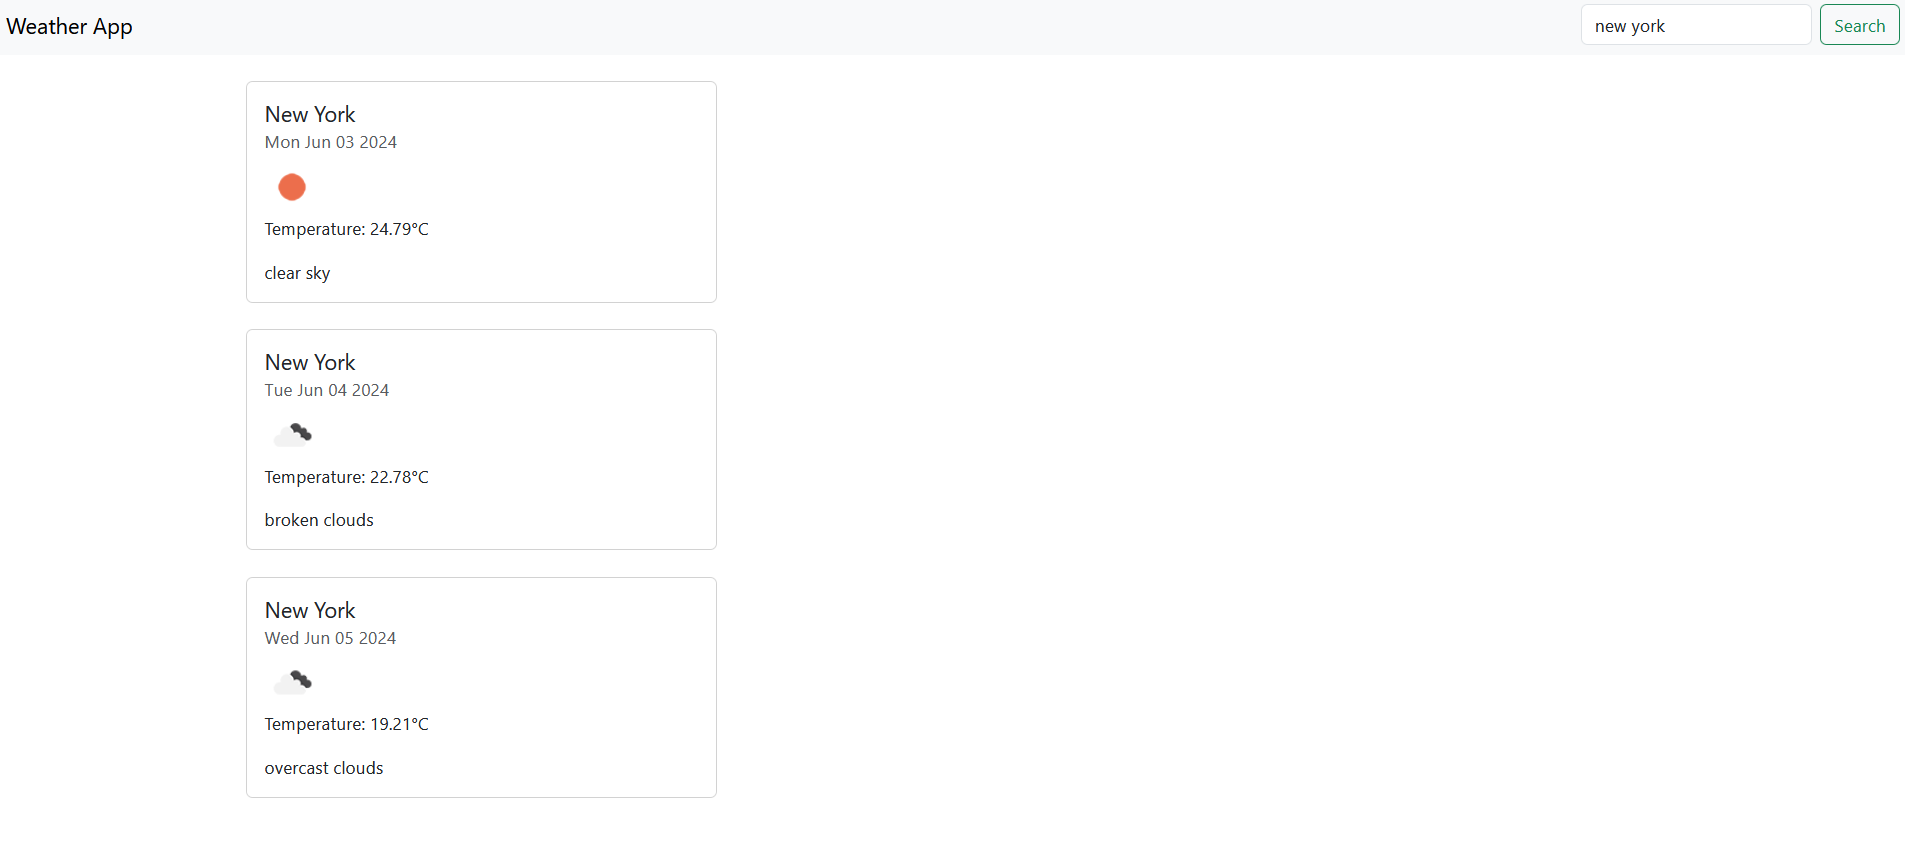 Weather App
new york
Search
New York
Mon Jun 03 2024
Temperature: 24.79°C
clear sky
New York
Tue Jun 04 2024
Temperature: 22.78°C
broken clouds
New York
Wed Jun 05 2024
Temperature: 19.21°C
overcast clouds